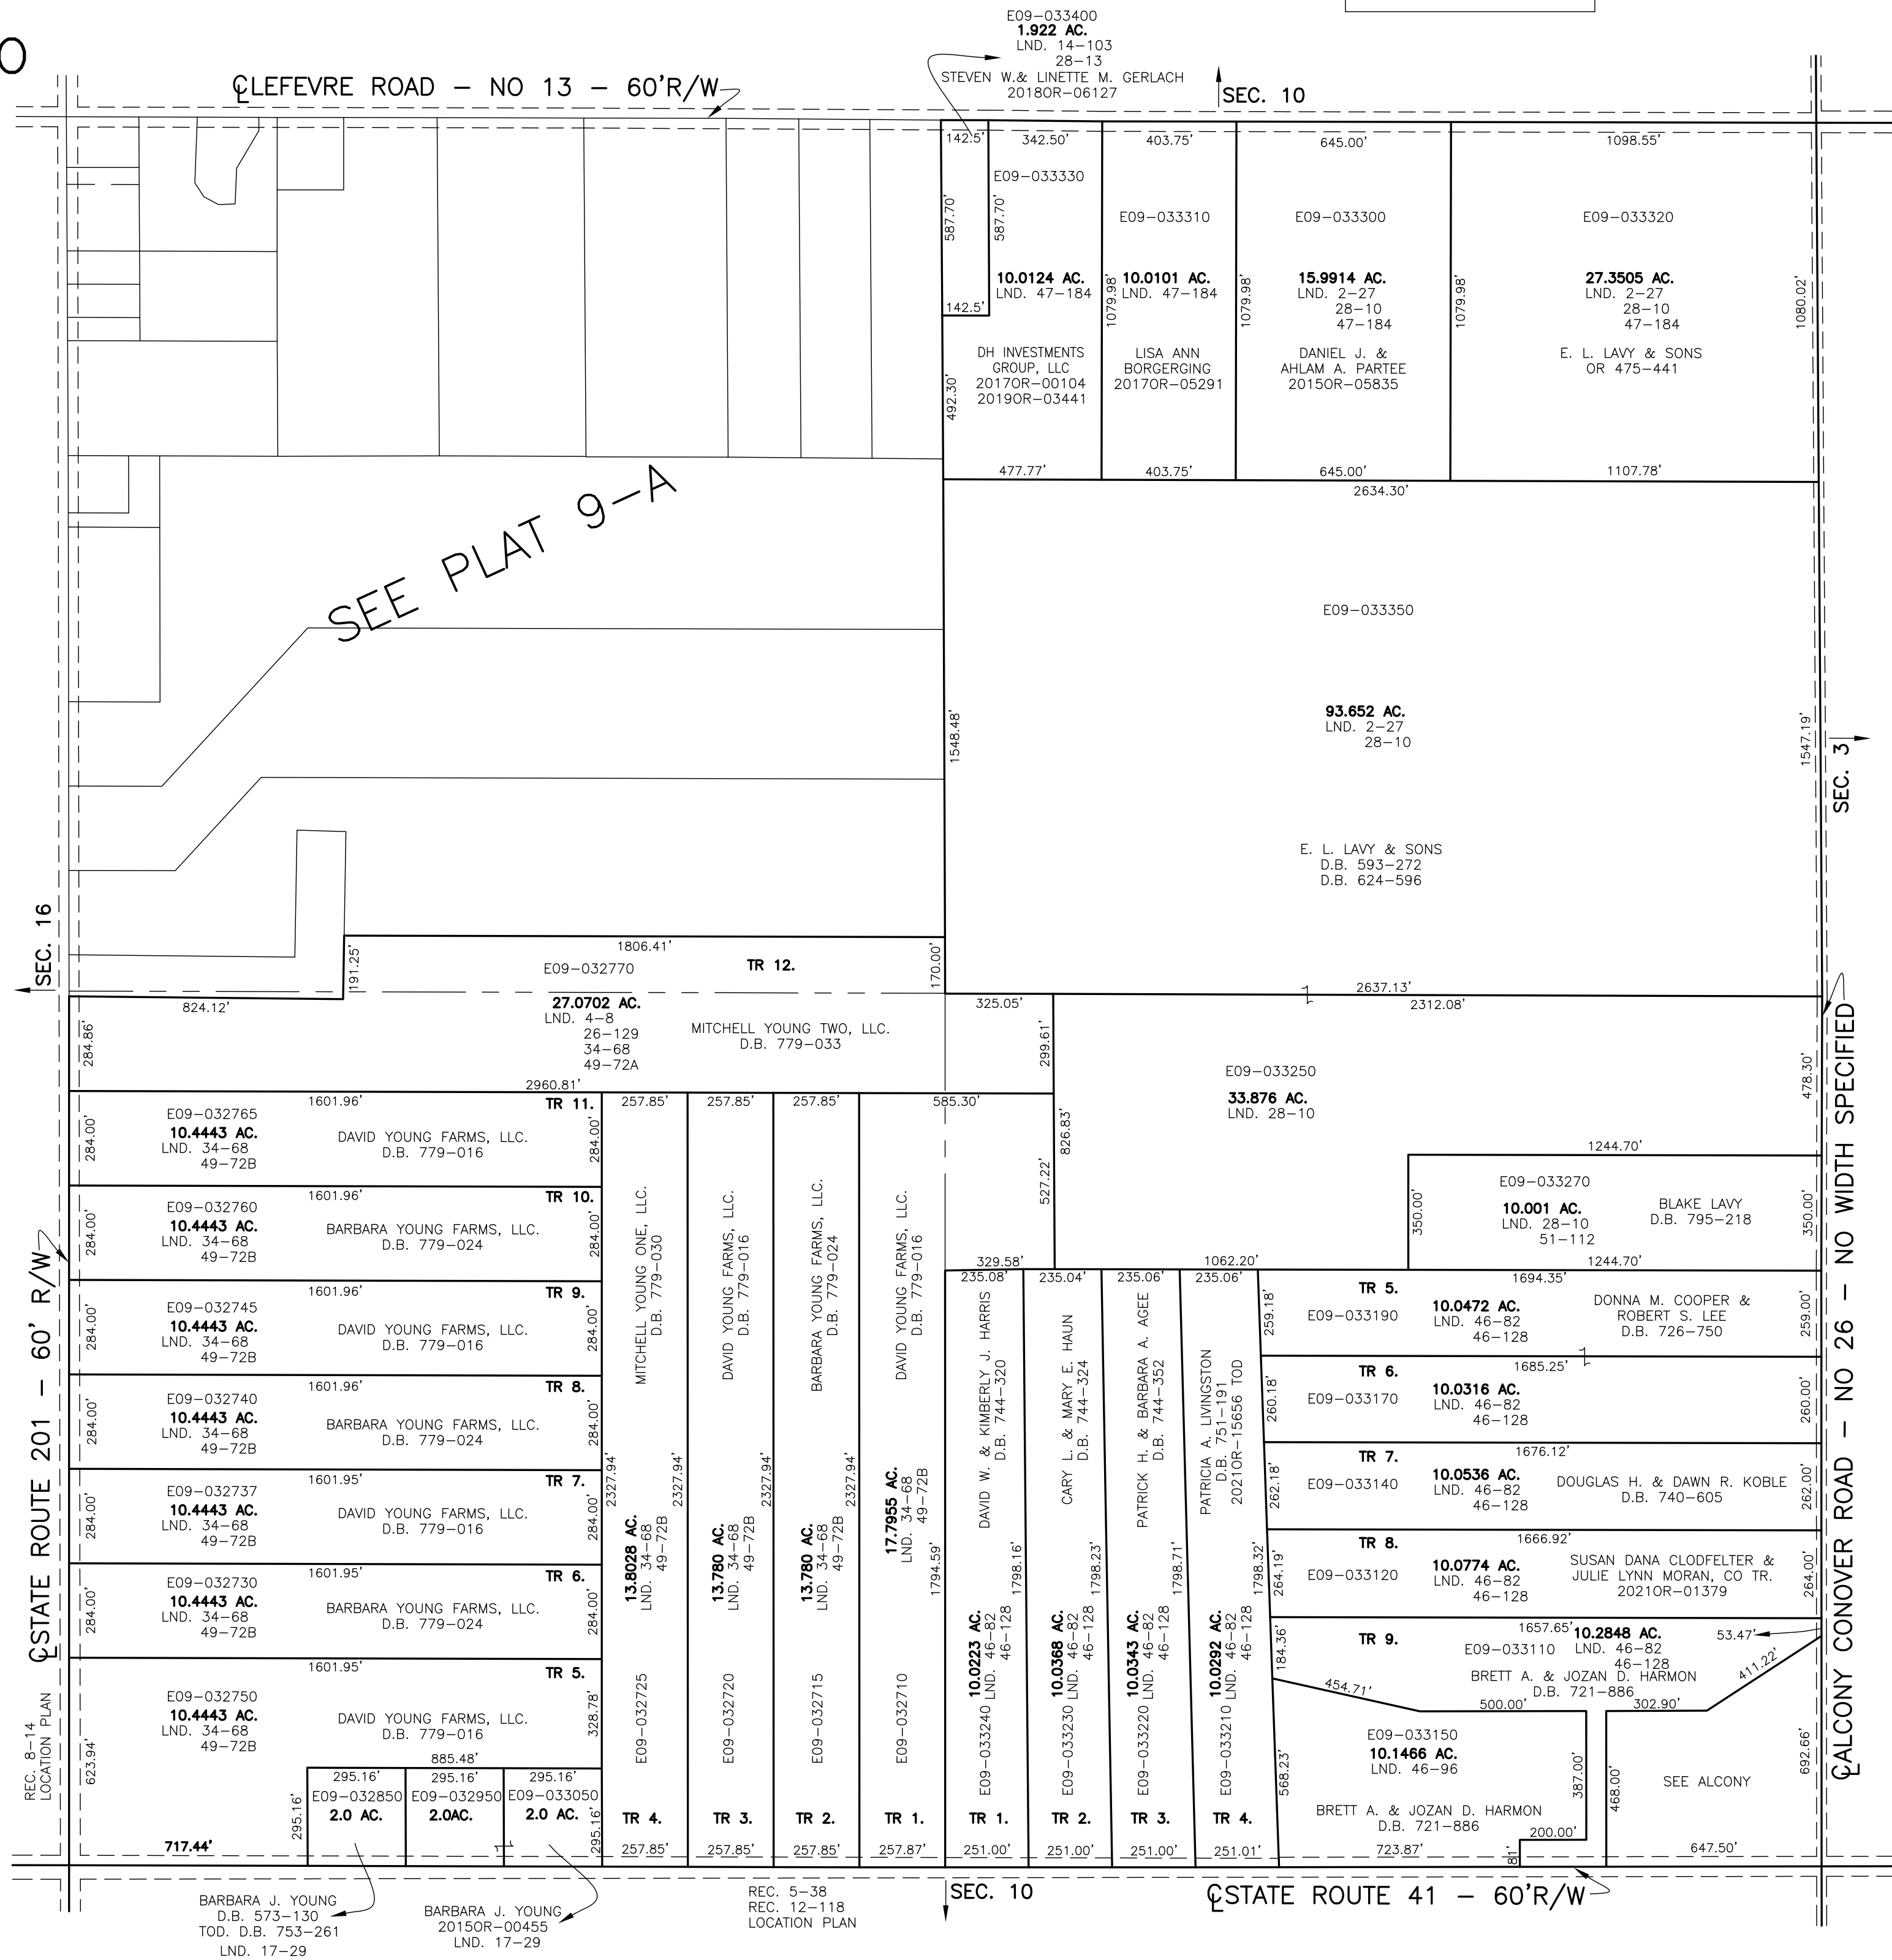 E09-033400
1.922 AC.
LND. 14-103
28-13
STEVEN W.& LINETTE M. GERLACH
2018OR-06127
O
℄LEFEVRE ROAD - NO 13 - 60'R/W
SEC. 10
142.5'
342.50'
403.75'
645.00'
1098.55'
E09-033330
587.70'
587.70'
142.5'
492.30'
10.0124 AC.
LND. 47-184
DH INVESTMENTS
GROUP, LLC
2017OR-00104
2019OR-03441
477.77'
1079.98'
E09-033310
10.0101 AC.
LND. 47-184
LISA ANN
BORGERGING
2017OR-05291
403.75'
1079.98'
E09-033300
15.9914 AC.
LND. 2-27
28-10
47-184
DANIEL J. &
AHLAM A. PARTEE
2015OR-05835
645.00'
1079.98'
E09-033320
27.3505 AC.
LND. 2-27
28-10
47-184
E. L. LAVY & SONS
OR 475-441
1107.78'
1080.02'
SEE PLAT 9-A
2634.30'
E09-033350
93.652 AC.
LND. 2-27
28-10
1548.48'
1547.19'
E. L. LAVY & SONS
D.B. 593-272
D.B. 624-596
2637.13'
SEC. 3
SEC. 16
1806.41'
191.25'
E09-032770
TR 12.
170.00'
824.12'
27.0702 AC.
LND. 4-8
26-129
34-68
49-72A
MITCHELL YOUNG TWO, LLC.
D.B. 779-033
284.86'
325.05'
299.61'
2960.81'
2312.08'
E09-033250
33.876 AC.
LND. 28-10
478.30'
826.83'
527.22'
585.30'
329.58'
1062.20'
1244.70'
E09-033270
10.001 AC.
LND. 28-10
51-112
BLAKE LAVY
D.B. 795-218
350.00'
350.00'
1244.70'
1601.96'
TR 11.
E09-032765
10.4443 AC.
LND. 34-68
49-72B
DAVID YOUNG FARMS, LLC.
D.B. 779-016
284.00'
284.00'
1601.96'
TR 10.
E09-032760
10.4443 AC.
LND. 34-68
49-72B
BARBARA YOUNG FARMS, LLC.
D.B. 779-024
284.00'
284.00'
1601.96'
TR 9.
E09-032745
10.4443 AC.
LND. 34-68
49-72B
DAVID YOUNG FARMS, LLC.
D.B. 779-016
284.00'
284.00'
1601.96'
TR 8.
E09-032740
10.4443 AC.
LND. 34-68
49-72B
BARBARA YOUNG FARMS, LLC.
D.B. 779-024
284.00'
284.00'
1601.95'
TR 7.
E09-032737
10.4443 AC.
LND. 34-68
49-72B
DAVID YOUNG FARMS, LLC.
D.B. 779-016
284.00'
284.00'
1601.95'
TR 6.
E09-032730
10.4443 AC.
LND. 34-68
49-72B
BARBARA YOUNG FARMS, LLC.
D.B. 779-024
284.00'
284.00'
1601.95'
TR 5.
E09-032750
10.4443 AC.
LND. 34-68
49-72B
DAVID YOUNG FARMS, LLC.
D.B. 779-016
623.94'
328.78'
885.48'
295.16'
295.16'
295.16'
E09-032850
2.0 AC.
E09-032950
2.0AC.
E09-033050
2.0 AC.
295.16'
295.16'
717.44'
257.85'
MITCHELL YOUNG ONE, LLC.
D.B. 779-030
2327.94'
13.8028 AC.
LND. 34-68
49-72B
E09-032725
TR 4.
257.85'
257.85'
DAVID YOUNG FARMS, LLC.
D.B. 779-016
2327.94'
13.780 AC.
LND. 34-68
49-72B
E09-032720
TR 3.
257.85'
257.85'
BARBARA YOUNG FARMS, LLC.
D.B. 779-024
2327.94'
13.780 AC.
LND. 34-68
49-72B
E09-032715
TR 2.
257.85'
DAVID YOUNG FARMS, LLC.
D.B. 779-016
2327.94'
17.7955 AC.
LND. 34-68
49-72B
E09-032710
TR 1.
257.87'
1794.59'
235.08'
DAVID W. & KIMBERLY J. HARRIS
D.B. 744-320
1798.16'
10.0223 AC.
LND. 46-82
46-128
E09-033240
TR 1.
251.00'
235.04'
CARY L. & MARY E. HAUN
D.B. 744-324
1798.23'
10.0368 AC.
LND. 46-82
46-128
E09-033230
TR 2.
251.00'
235.06'
PATRICK H. & BARBARA A. AGEE
D.B. 744-352
1798.71'
10.0343 AC.
LND. 46-82
46-128
E09-033220
TR 3.
251.00'
235.06'
PATRICIA A. LIVINGSTON
D.B. 751-191
2021OR-15656 TOD
1798.32'
10.0292 AC.
LND. 46-82
46-128
E09-033210
TR 4.
251.01'
1694.35'
TR 5.
E09-033190
10.0472 AC.
LND. 46-82
46-128
DONNA M. COOPER &
ROBERT S. LEE
D.B. 726-750
259.18'
259.00'
1685.25'
TR 6.
E09-033170
10.0316 AC.
LND. 46-82
46-128
260.18'
260.00'
1676.12'
TR 7.
E09-033140
10.0536 AC.
LND. 46-82
46-128
DOUGLAS H. & DAWN R. KOBLE
D.B. 740-605
262.18'
262.00'
1666.92'
TR 8.
E09-033120
10.0774 AC.
LND. 46-82
46-128
SUSAN DANA CLODFELTER &
JULIE LYNN MORAN, CO TR.
2021OR-01379
264.19'
264.00'
1657.65'
TR 9.
E09-033110
10.2848 AC.
LND. 46-82
46-128
BRETT A. & JOZAN D. HARMON
D.B. 721-886
53.47'
411.22'
184.36'
454.71'
500.00'
302.90'
E09-033150
10.1466 AC.
LND. 46-96
BRETT A. & JOZAN D. HARMON
D.B. 721-886
568.23'
387.00'
468.00'
200.00'
81'
723.87'
SEE ALCONY
692.66'
647.50'
℄STATE ROUTE 201 - 60' R/W
REC. 8-14
LOCATION PLAN
℄ALCONY CONOVER ROAD - NO 26 - NO WIDTH SPECIFIED
BARBARA J. YOUNG
D.B. 573-130
TOD. D.B. 753-261
LND. 17-29
BARBARA J. YOUNG
2015OR-00455
LND. 17-29
REC. 5-38
REC. 12-118
LOCATION PLAN
SEC. 10
℄STATE ROUTE 41 - 60'R/W